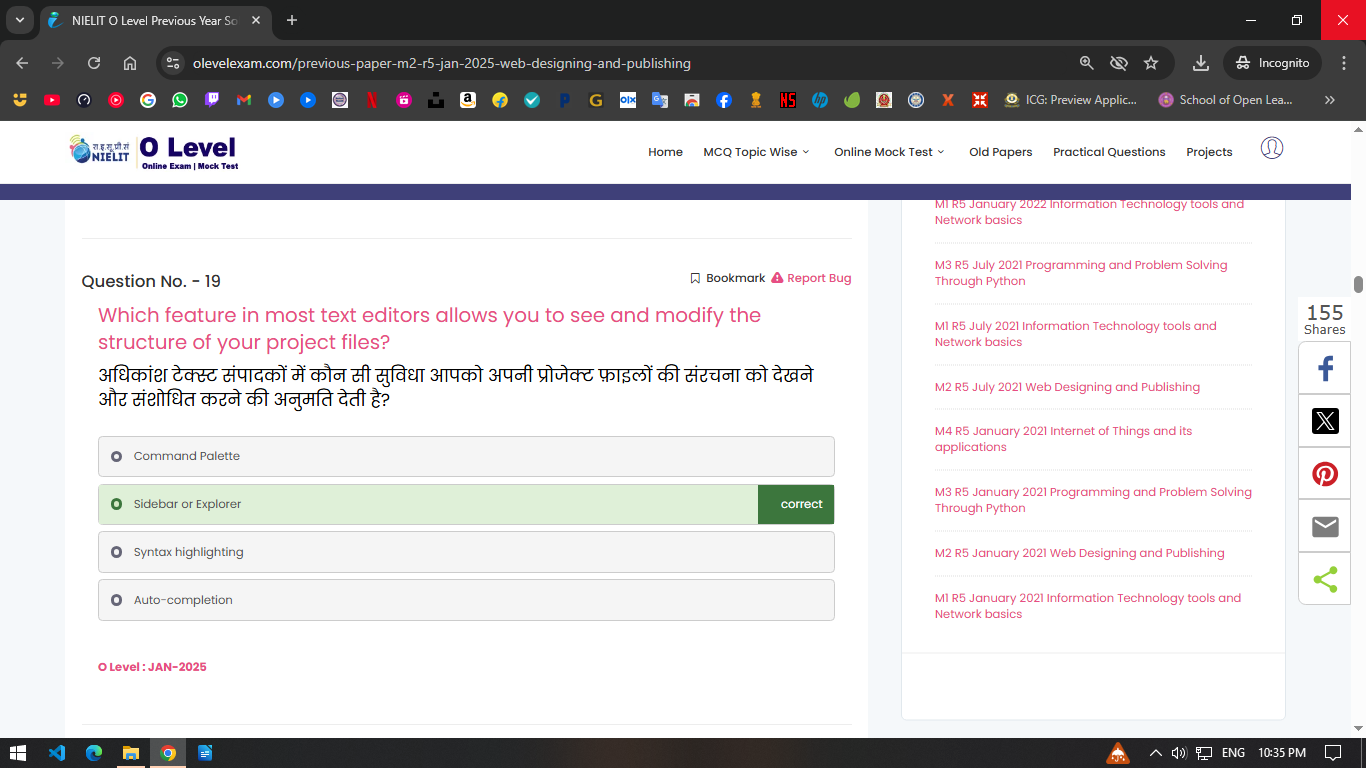 NIELIT O Level Previous Year So
olevelexam.com/previous-paper-m2-r5-jan-2025-web-designing-and-publishing
Incognito
ICG: Preview Applic...
School of Open Lea...
रा.इ.सू.प्रौ.सं
NIELIT
O Level
Online Exam | Mock Test
Home
MCQ Topic Wise
Online Mock Test
Old Papers
Practical Questions
Projects
Question No. - 19
Bookmark
Report Bug
Which feature in most text editors allows you to see and modify the
structure of your project files?
अधिकांश टेक्स्ट संपादकों में कौन सी सुविधा आपको अपनी प्रोजेक्ट फ़ाइलों की संरचना को देखने
और संशोधित करने की अनुमति देती है?
Command Palette
Sidebar or Explorer
correct
Syntax highlighting
Auto-completion
O Level : JAN-2025
M1 R5 January 2022 Information Technology tools and
Network basics
M3 R5 July 2021 Programming and Problem Solving
Through Python
M1 R5 July 2021 Information Technology tools and
Network basics
M2 R5 July 2021 Web Designing and Publishing
M4 R5 January 2021 Internet of Things and its
applications
M3 R5 January 2021 Programming and Problem Solving
Through Python
M2 R5 January 2021 Web Designing and Publishing
M1 R5 January 2021 Information Technology tools and
Network basics
155
Shares
ENG
10:35 PM